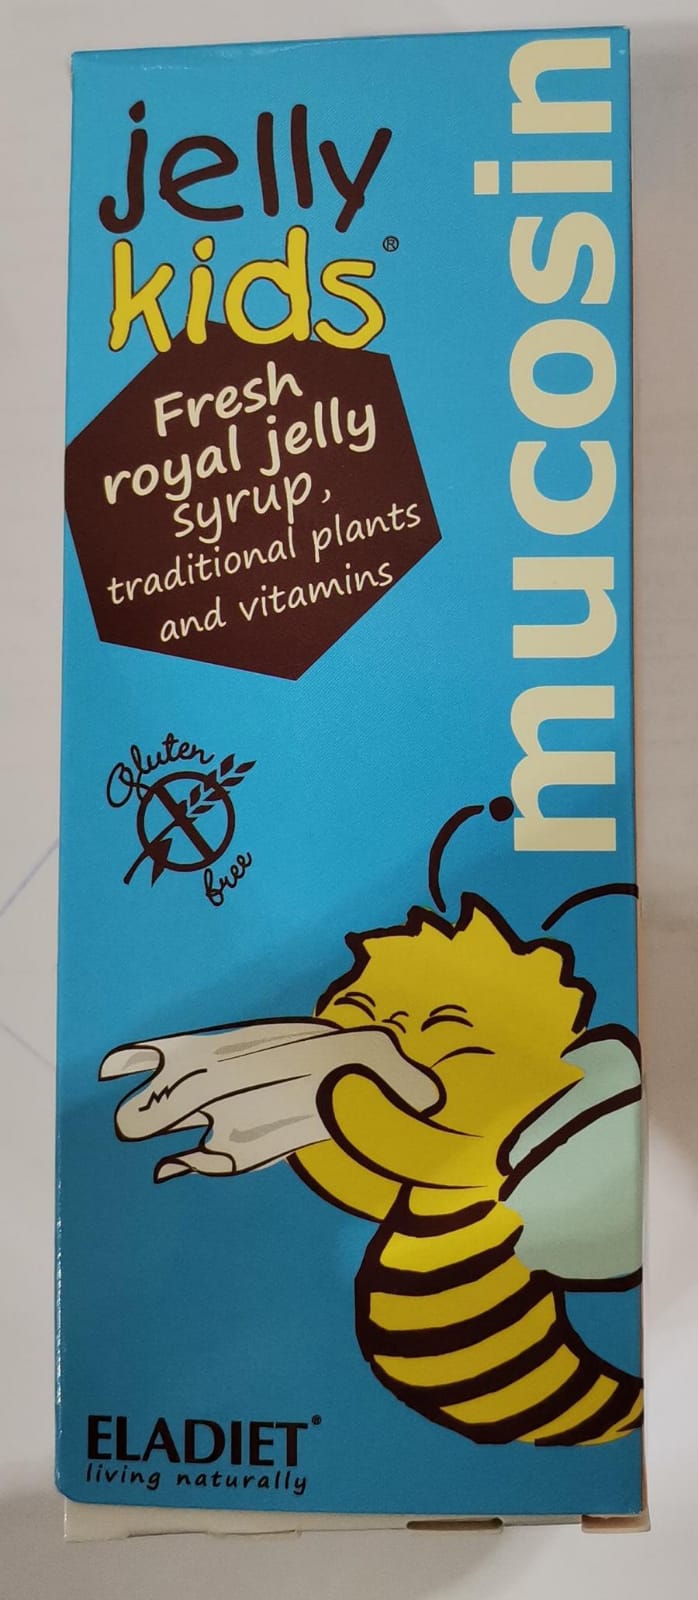 jelly
kids®
Fresh
royal jelly
syrup,
traditional plants
and vitamins
mucosin
Gluten
free
ELADIET®
living naturally